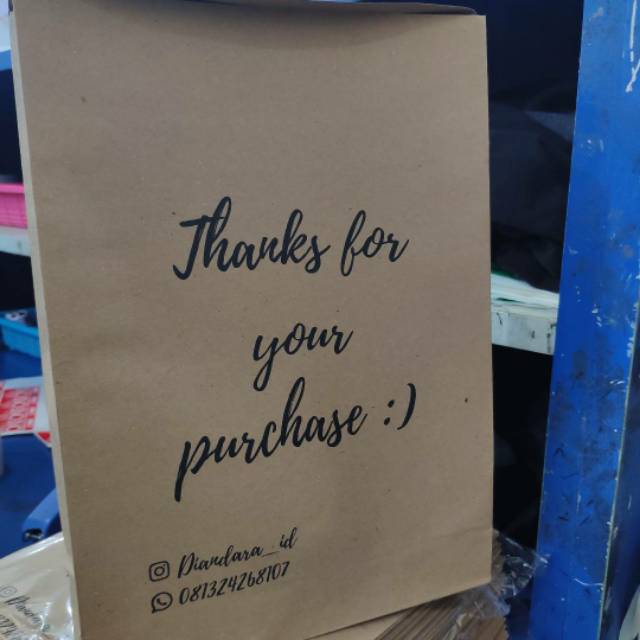 Thanks for
your
purchase :)
Diandara_id
081324268107